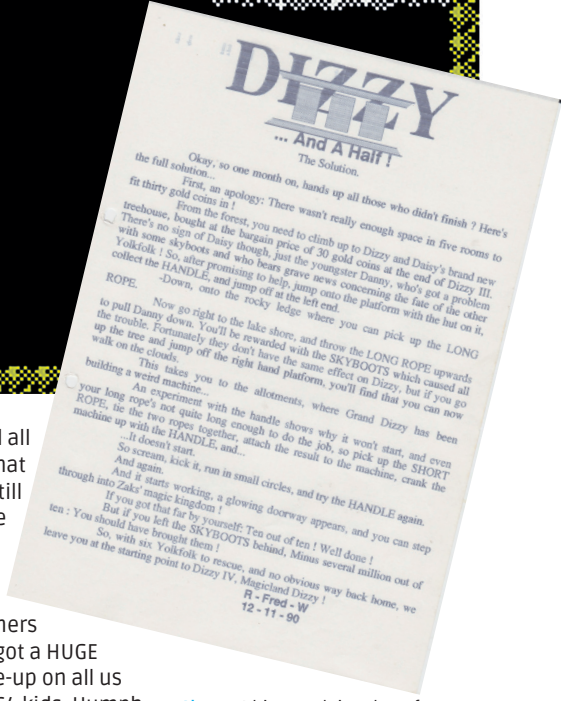 DIZZY
... And A Half !
The Solution.
Okay, so one month on, hands up all those who didn't finish ? Here's
the full solution...
First, an apology: There wasn't really enough space in five rooms to
fit thirty gold coins in !
From the forest, you need to climb up to Dizzy and Daisy's brand new
treehouse, bought at the bargain price of 30 gold coins at the end of Dizzy III.
There's no sign of Daisy though, just the youngster Danny, who's got a problem
with some skyboots and who bears grave news concerning the fate of the other
Yolkfolk ! So, after promising to help, jump onto the platform with the hut on it,
collect the HANDLE, and jump off at the left end.
-Down, onto the rocky ledge where you can pick up the LONG
ROPE.
Now go right to the lake shore, and throw the LONG ROPE upwards
to pull Danny down. You'll be rewarded with the SKYBOOTS which caused all
the trouble. Fortunately they don't have the same effect on Dizzy, but if you go
up the tree and jump off the right hand platform, you'll find that you can now
walk on the clouds.
This takes you to the allotments, where Grand Dizzy has been
building a weird machine...
An experiment with the handle shows why it won't start, and even
your long rope's not quite long enough to do the job, so pick up the SHORT
ROPE, tie the two ropes together, attach the result to the machine, crank the
machine up with the HANDLE, and...
...It doesn't start.
So scream, kick it, run in small circles, and try the HANDLE again.
And again.
And it starts working, a glowing doorway appears, and you can step
through into Zaks' magic kingdom !
If you got that far by yourself: Ten out of ten ! Well done !
But if you left the SKYBOOTS behind, Minus several million out of
ten : You should have brought them !
So, with six Yolkfolk to rescue, and no obvious way back home, we
leave you at the starting point to Dizzy IV, Magicland Dizzy !
R - Fred - W
12 - 11 - 90
all
hat
till
e
hers
got a HUGE
e-up on all us
kids. Humph